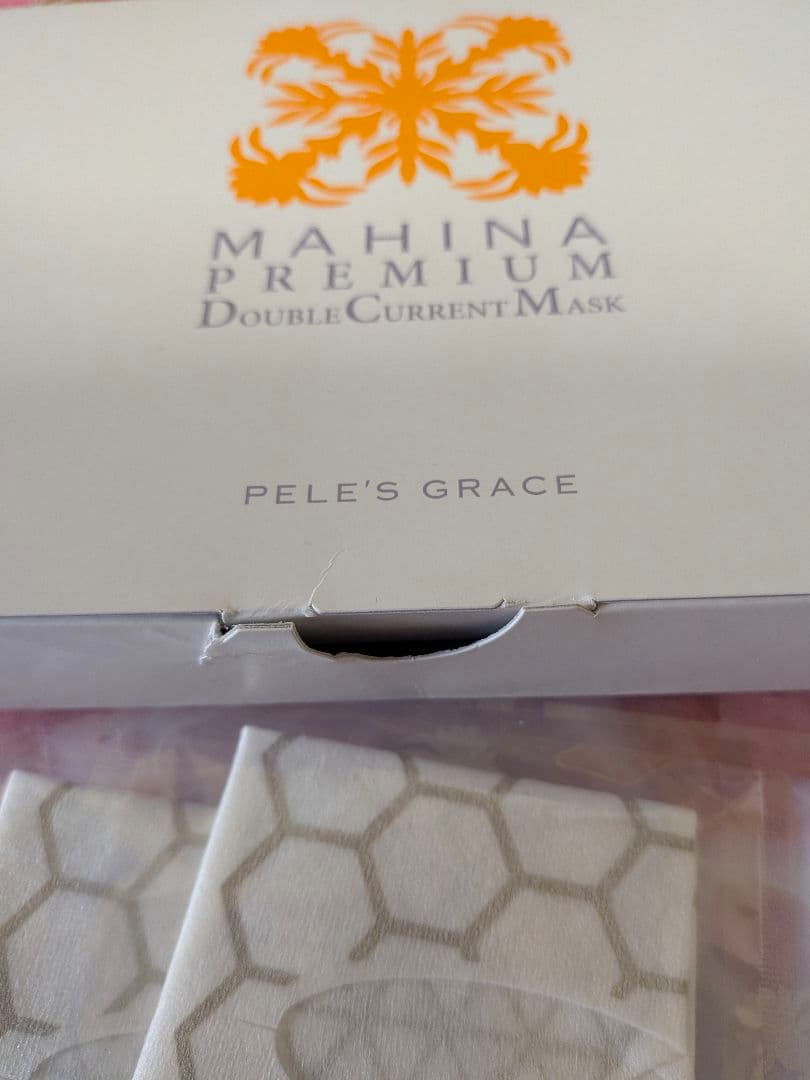 MAHINA
PREMIUM
DOUBLE CURRENT MASK
PELE'S GRACE